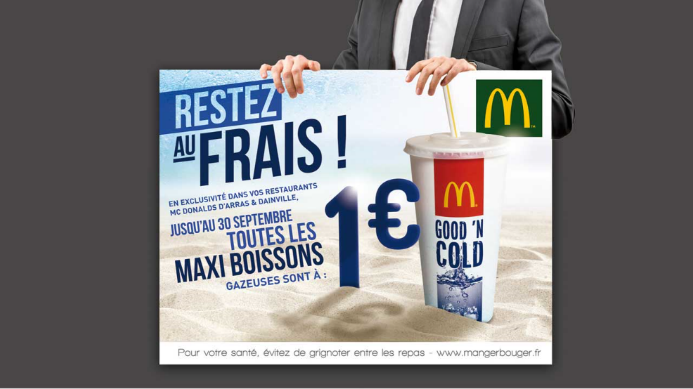 RESTEZ
AU FRAIS !
EN EXCLUSIVITÉ DANS VOS RESTAURANTS
MC DONALDS D'ARRAS & DAINVILLE,
JUSQU'AU 30 SEPTEMBRE
TOUTES LES
MAXI BOISSONS
GAZEUSES SONT À :
1€
GOOD 'N
COLD
Pour votre santé, évitez de grignoter entre les repas - www.mangerbouger.fr